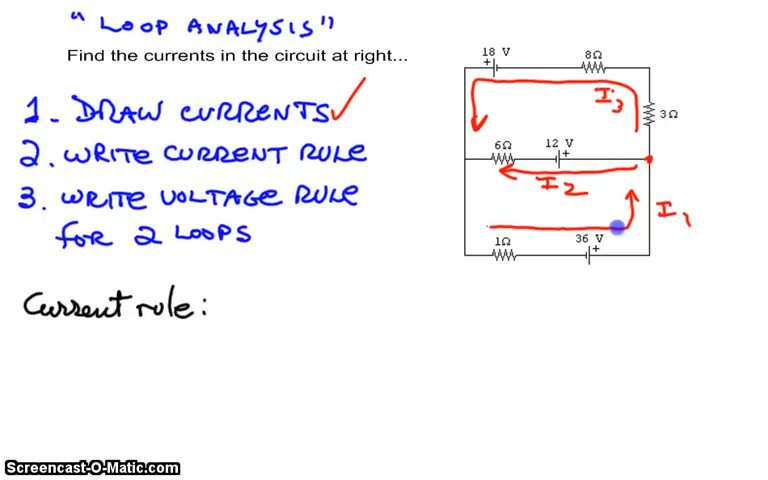 "LOOP ANALYSIS"
Find the currents in the circuit at right...
1. DRAW CURRENTS ✓
2. WRITE CURRENT RULE
3. WRITE VOLTAGE RULE
for 2 LOOPS
Current rule:
18 V
+
8Ω
I3
3Ω
6Ω
12 V
+
I2
I1
1Ω
36 V
+
Screencast-O-Matic.com